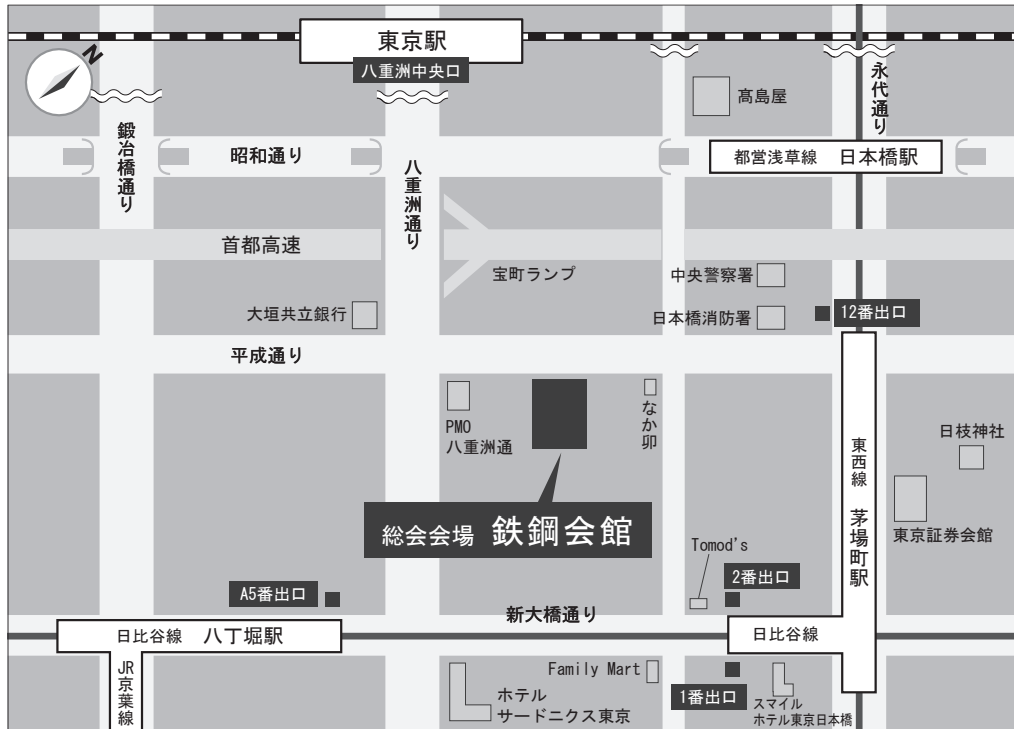 東京駅
八重洲中央口
N
髙島屋
永代通り
鍛冶橋通り
昭和通り
八重洲通り
都営浅草線 日本橋駅
首都高速
宝町ランプ
中央警察署
大垣共立銀行
日本橋消防署
12番出口
平成通り
PMO
八重洲通
なか卯
日枝神社
東西線 茅場町駅
総会会場 鉄鋼会館
東京証券会館
Tomod's
2番出口
A5番出口
新大橋通り
日比谷線 八丁堀駅
日比谷線
JR京葉線
Family Mart
1番出口
ホテル
サードニクス東京
スマイル
ホテル東京日本橋